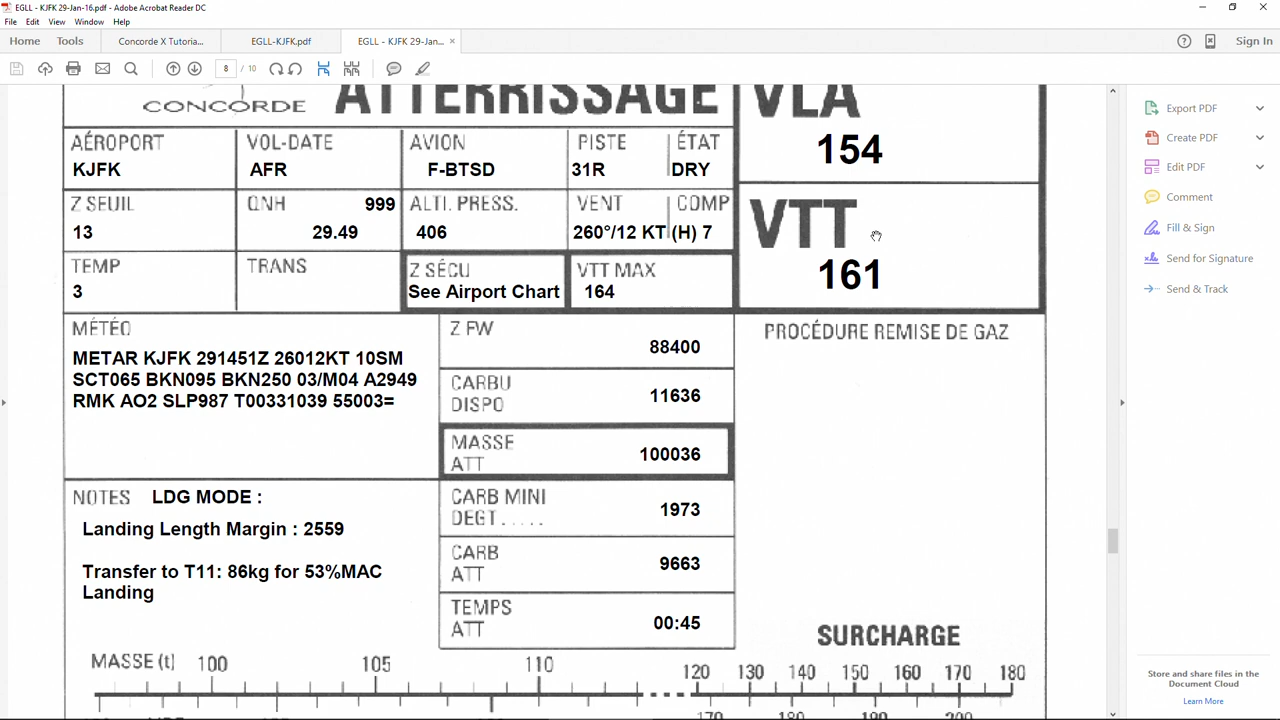 EGLL - KJFK 29-Jan-16.pdf - Adobe Acrobat Reader DC
File Edit View Window Help
Home Tools Concorde X Tutoria... EGLL-KJFK.pdf EGLL - KJFK 29-Jan... × Sign In
8 / 10
CONCORDE ATTERRISSAGE VLA
154
AÉROPORT VOL-DATE AVION PISTE ÉTAT
KJFK AFR F-BTSD 31R DRY
Z SEUIL QNH 999 ALTI. PRESS. VENT COMP
13 29.49 406 260°/12 KT (H) 7
VTT
161
TEMP TRANS Z SÉCU VTT MAX
3 See Airport Chart 164
MÉTÉO
METAR KJFK 291451Z 26012KT 10SM
SCT065 BKN095 BKN250 03/M04 A2949
RMK AO2 SLP987 T00331039 55003=
Z FW
88400
CARBU
DISPO
11636
MASSE
ATT
100036
PROCÉDURE REMISE DE GAZ
NOTES LDG MODE :
Landing Length Margin : 2559
Transfer to T11: 86kg for 53%MAC
Landing
CARB MINI
DEGT.....
1973
CARB
ATT
9663
TEMPS
ATT
00:45
SURCHARGE
MASSE (t) 100 105 110 120 130 140 150 160 170 180
170 180 190 200
Export PDF
Create PDF
Edit PDF
Comment
Fill & Sign
Send for Signature
Send & Track
Store and share files in the
Document Cloud
Learn More